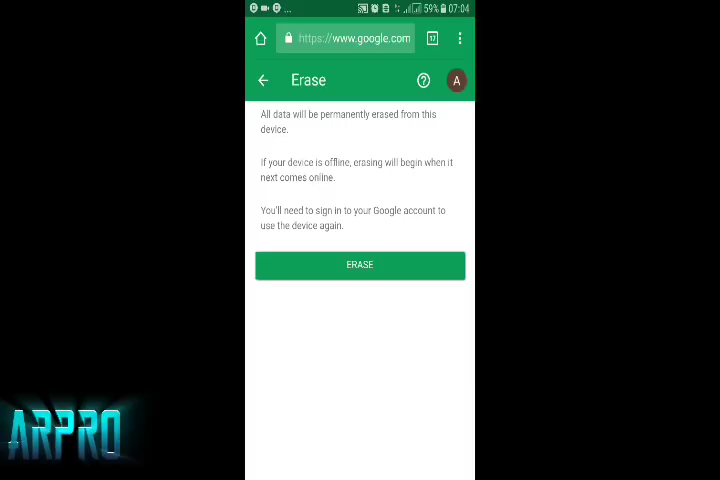 ... 59% 07:04
https://www.google.com 17
Erase A
All data will be permanently erased from this
device.
If your device is offline, erasing will begin when it
next comes online.
You'll need to sign in to your Google account to
use the device again.
ERASE
ARPRO